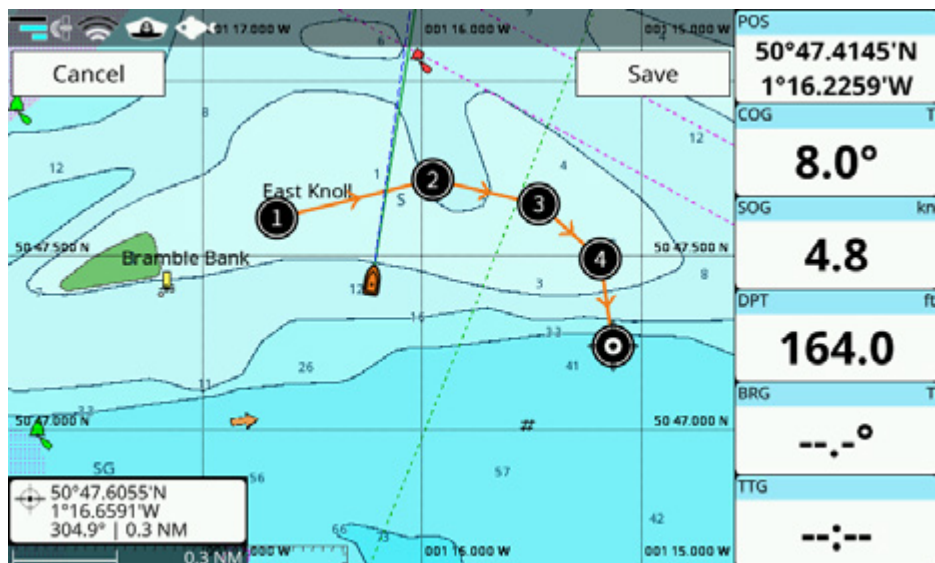 001 17.000 W
001 16.000 W
001 15.000 W
Cancel
Save
6
4
8
12
12
1
4
S
East Knoll
1
2
3
4
50 47.500 N
50 47.500 N
Bramble Bank
7
12
3
8
16
33
41
11
26
33
50 47.000 N
50 47.000 N
#
SG
56
57
42
66
73
50°47.6055'N
1°16.6591'W
304.9° | 0.3 NM
0.3 NM
.000 W
001 16.000 W
001 15.000 W
POS
50°47.4145'N
1°16.2259'W
COG T
8.0°
SOG kn
4.8
DPT ft
164.0
BRG T
--.-°
TTG
--:--